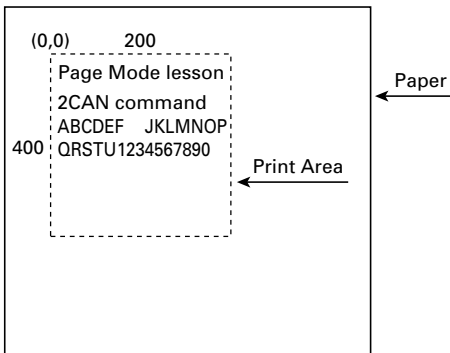 (0,0) 200
Page Mode lesson
Paper
2CAN command
ABCDEF JKLMNOP
400 QRSTU1234567890
Print Area